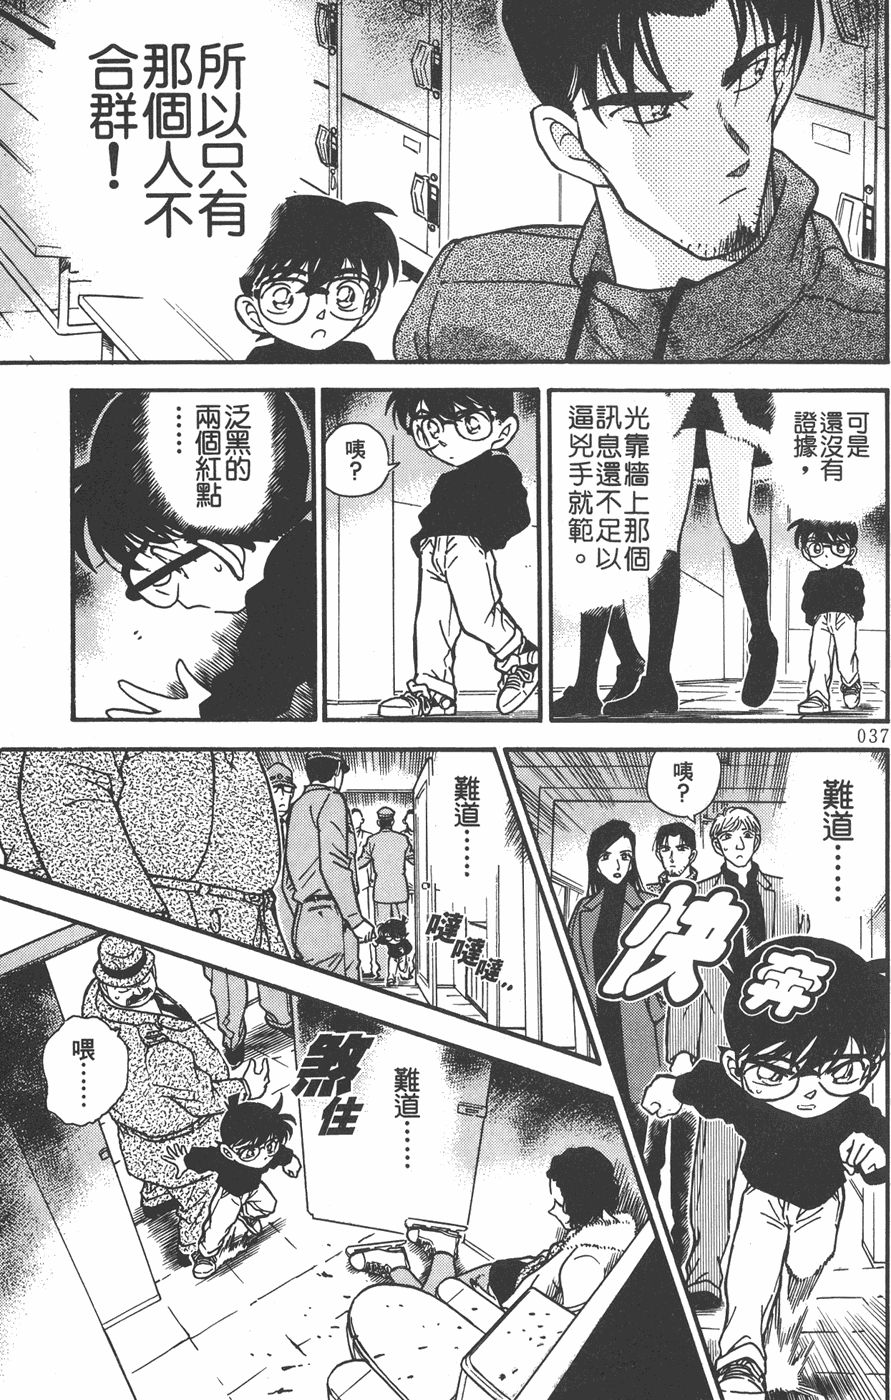 所以只有
那個人不
合群！
可是
還沒有
證據，
光靠牆上那個
訊息還不足以
逼兇手就範。
咦？
泛黑的
兩個紅點
……
037
難道……
咦？
快
奔
難道……
噠噠噠..
難道……
煞住
喂……